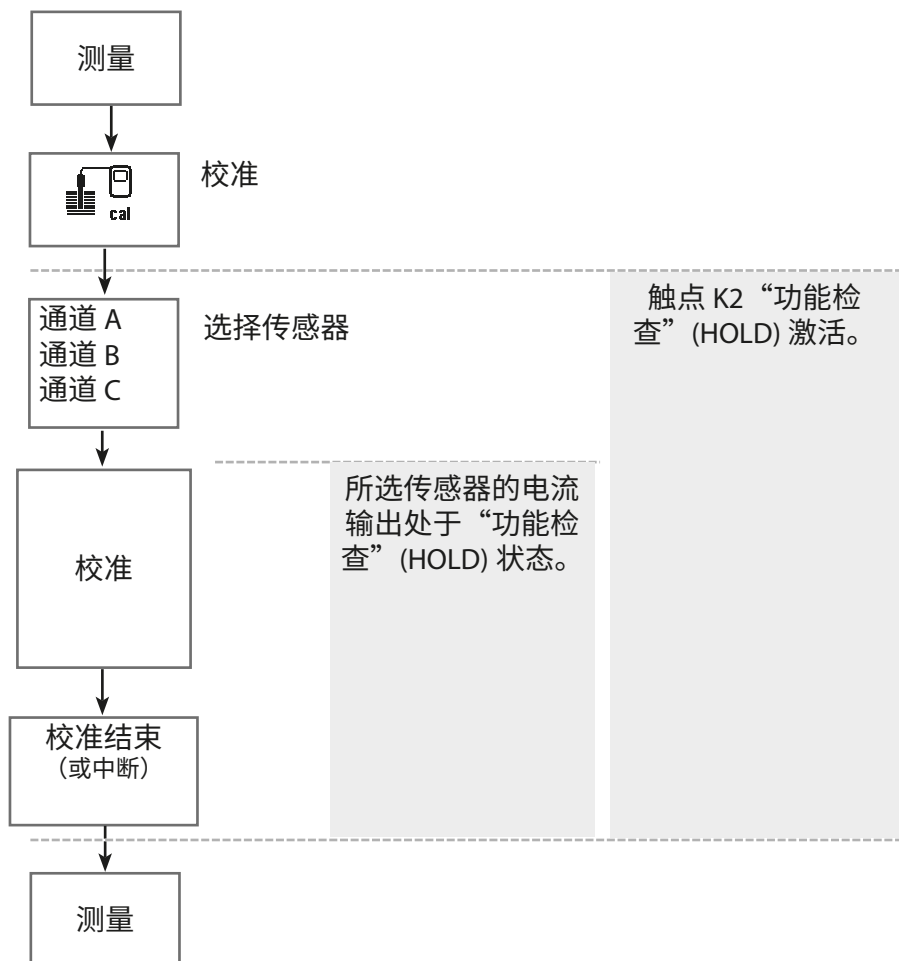 测量
cal
校准
通道 A
通道 B
通道 C
选择传感器
触点 K2“功能检
查”(HOLD) 激活。
校准
所选传感器的电流
输出处于“功能检
查”(HOLD) 状态。
校准结束
（或中断）
测量